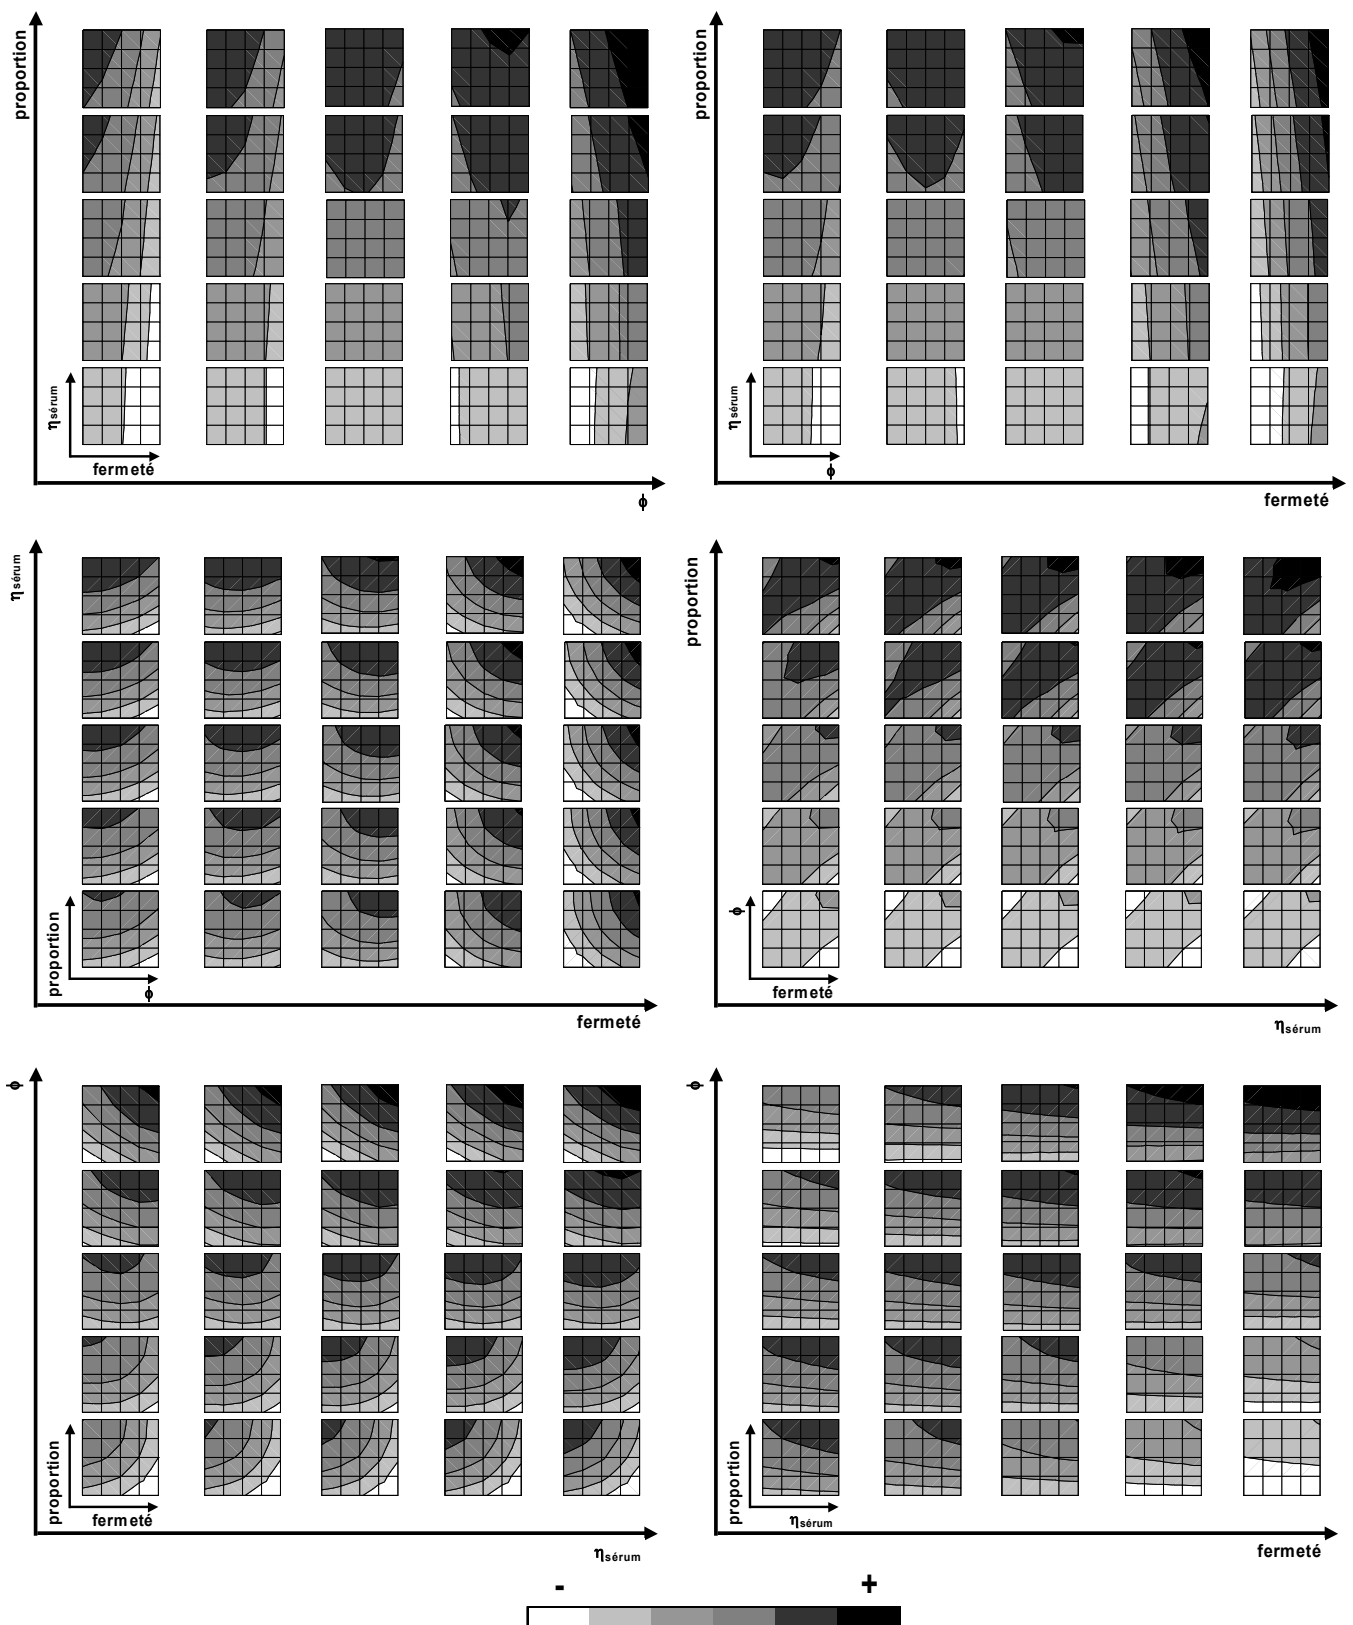 proportion
ηsérum
fermeté
ϕ
proportion
ηsérum
ϕ
fermeté
ηsérum
proportion
ϕ
fermeté
proportion
ϕ
fermeté
ηsérum
ϕ
proportion
fermeté
ηsérum
ϕ
proportion
ηsérum
fermeté
- +